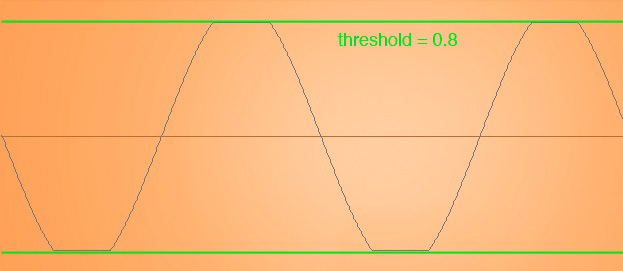 threshold = 0.8